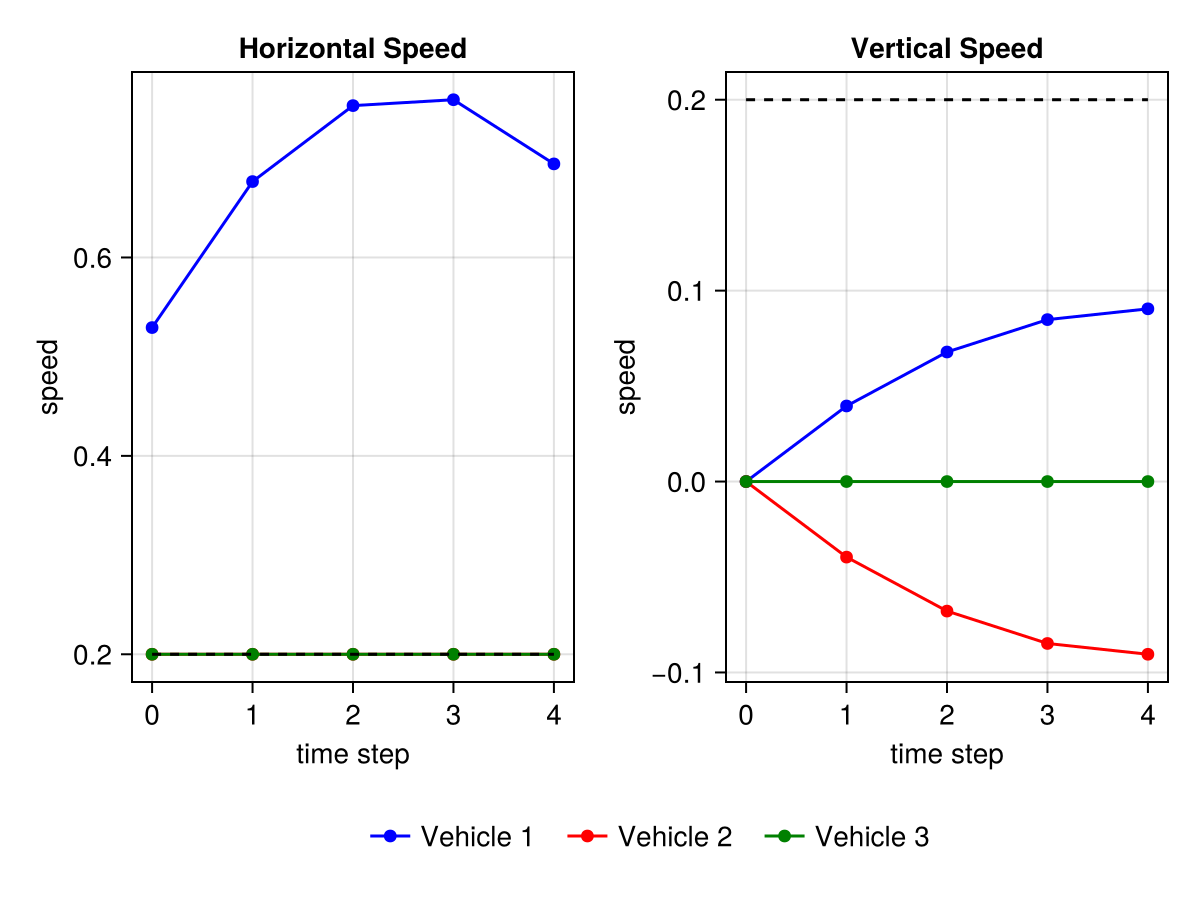 Horizontal Speed
speed
0.6
0.4
0.2
0 1 2 3 4
time step
Vertical Speed
speed
0.2
0.1
0.0
−0.1
0 1 2 3 4
time step
Vehicle 1 Vehicle 2 Vehicle 3